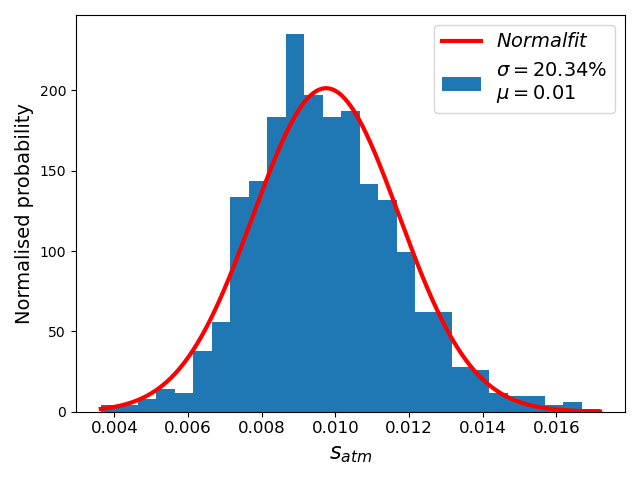 Normalfit
σ = 20.34%
μ = 0.01
Normalised probability
200
150
100
50
0
0.004 0.006 0.008 0.010 0.012 0.014 0.016
s_atm